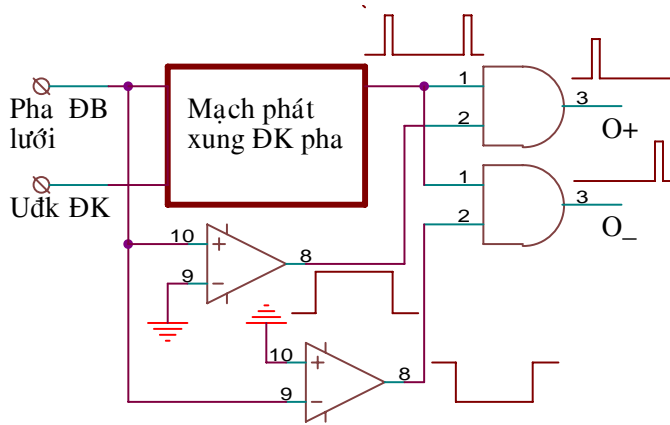 Pha ĐB
lưới
Uđk ĐK
Mạch phát
xung ĐK pha
1
2
3
O+
1
2
3
O_
10
+
9
-
8
10
+
9
-
8